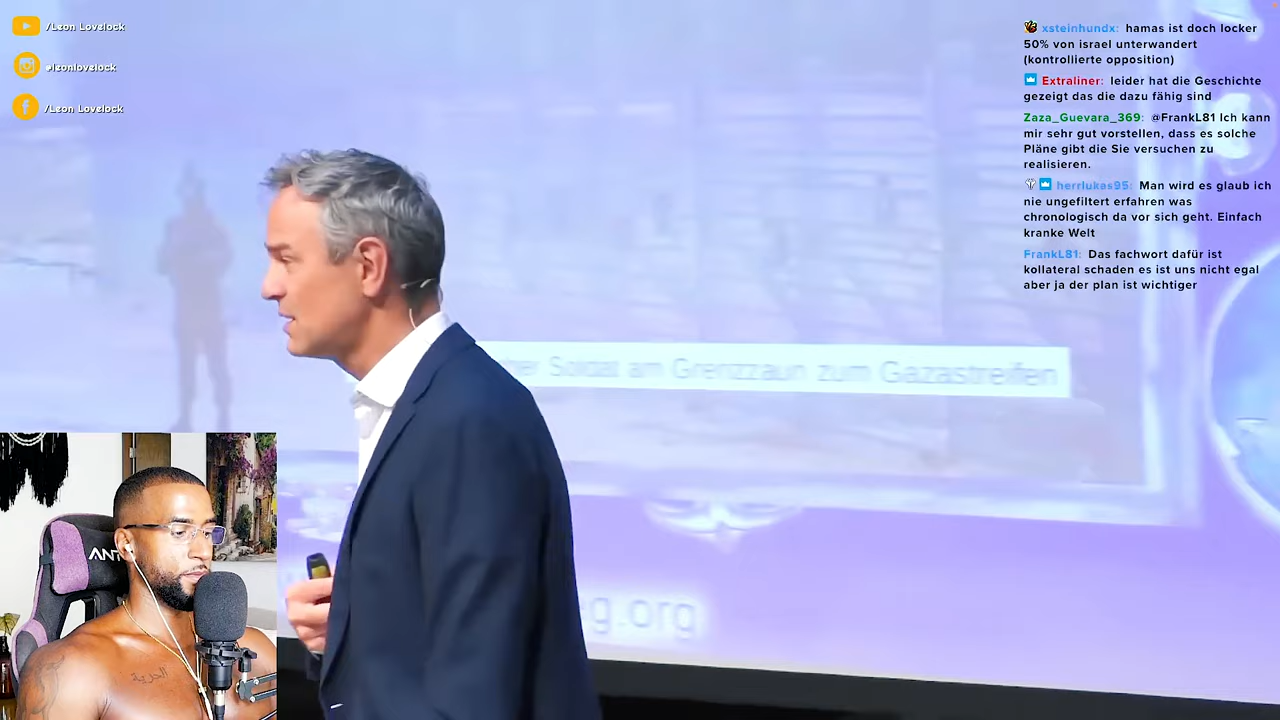 /Leon Lovelock
@leonlovelock
/Leon Lovelock
xsteinhundx: hamas ist doch locker
50% von israel unterwandert
(kontrollierte opposition)
Extraliner: leider hat die Geschichte
gezeigt das die dazu fähig sind
Zaza_Guevara_369: @FrankL81 Ich kann
mir sehr gut vorstellen, dass es solche
Pläne gibt die Sie versuchen zu
realisieren.
herrlukas95: Man wird es glaub ich
nie ungefiltert erfahren was
chronologisch da vor sich geht. Einfach
kranke Welt
FrankL81: Das fachwort dafür ist
kollateral schaden es ist uns nicht egal
aber ja der plan ist wichtiger
Soldat am Grenzzaun zum Gazastreifen
g.org
ANT
الحرية